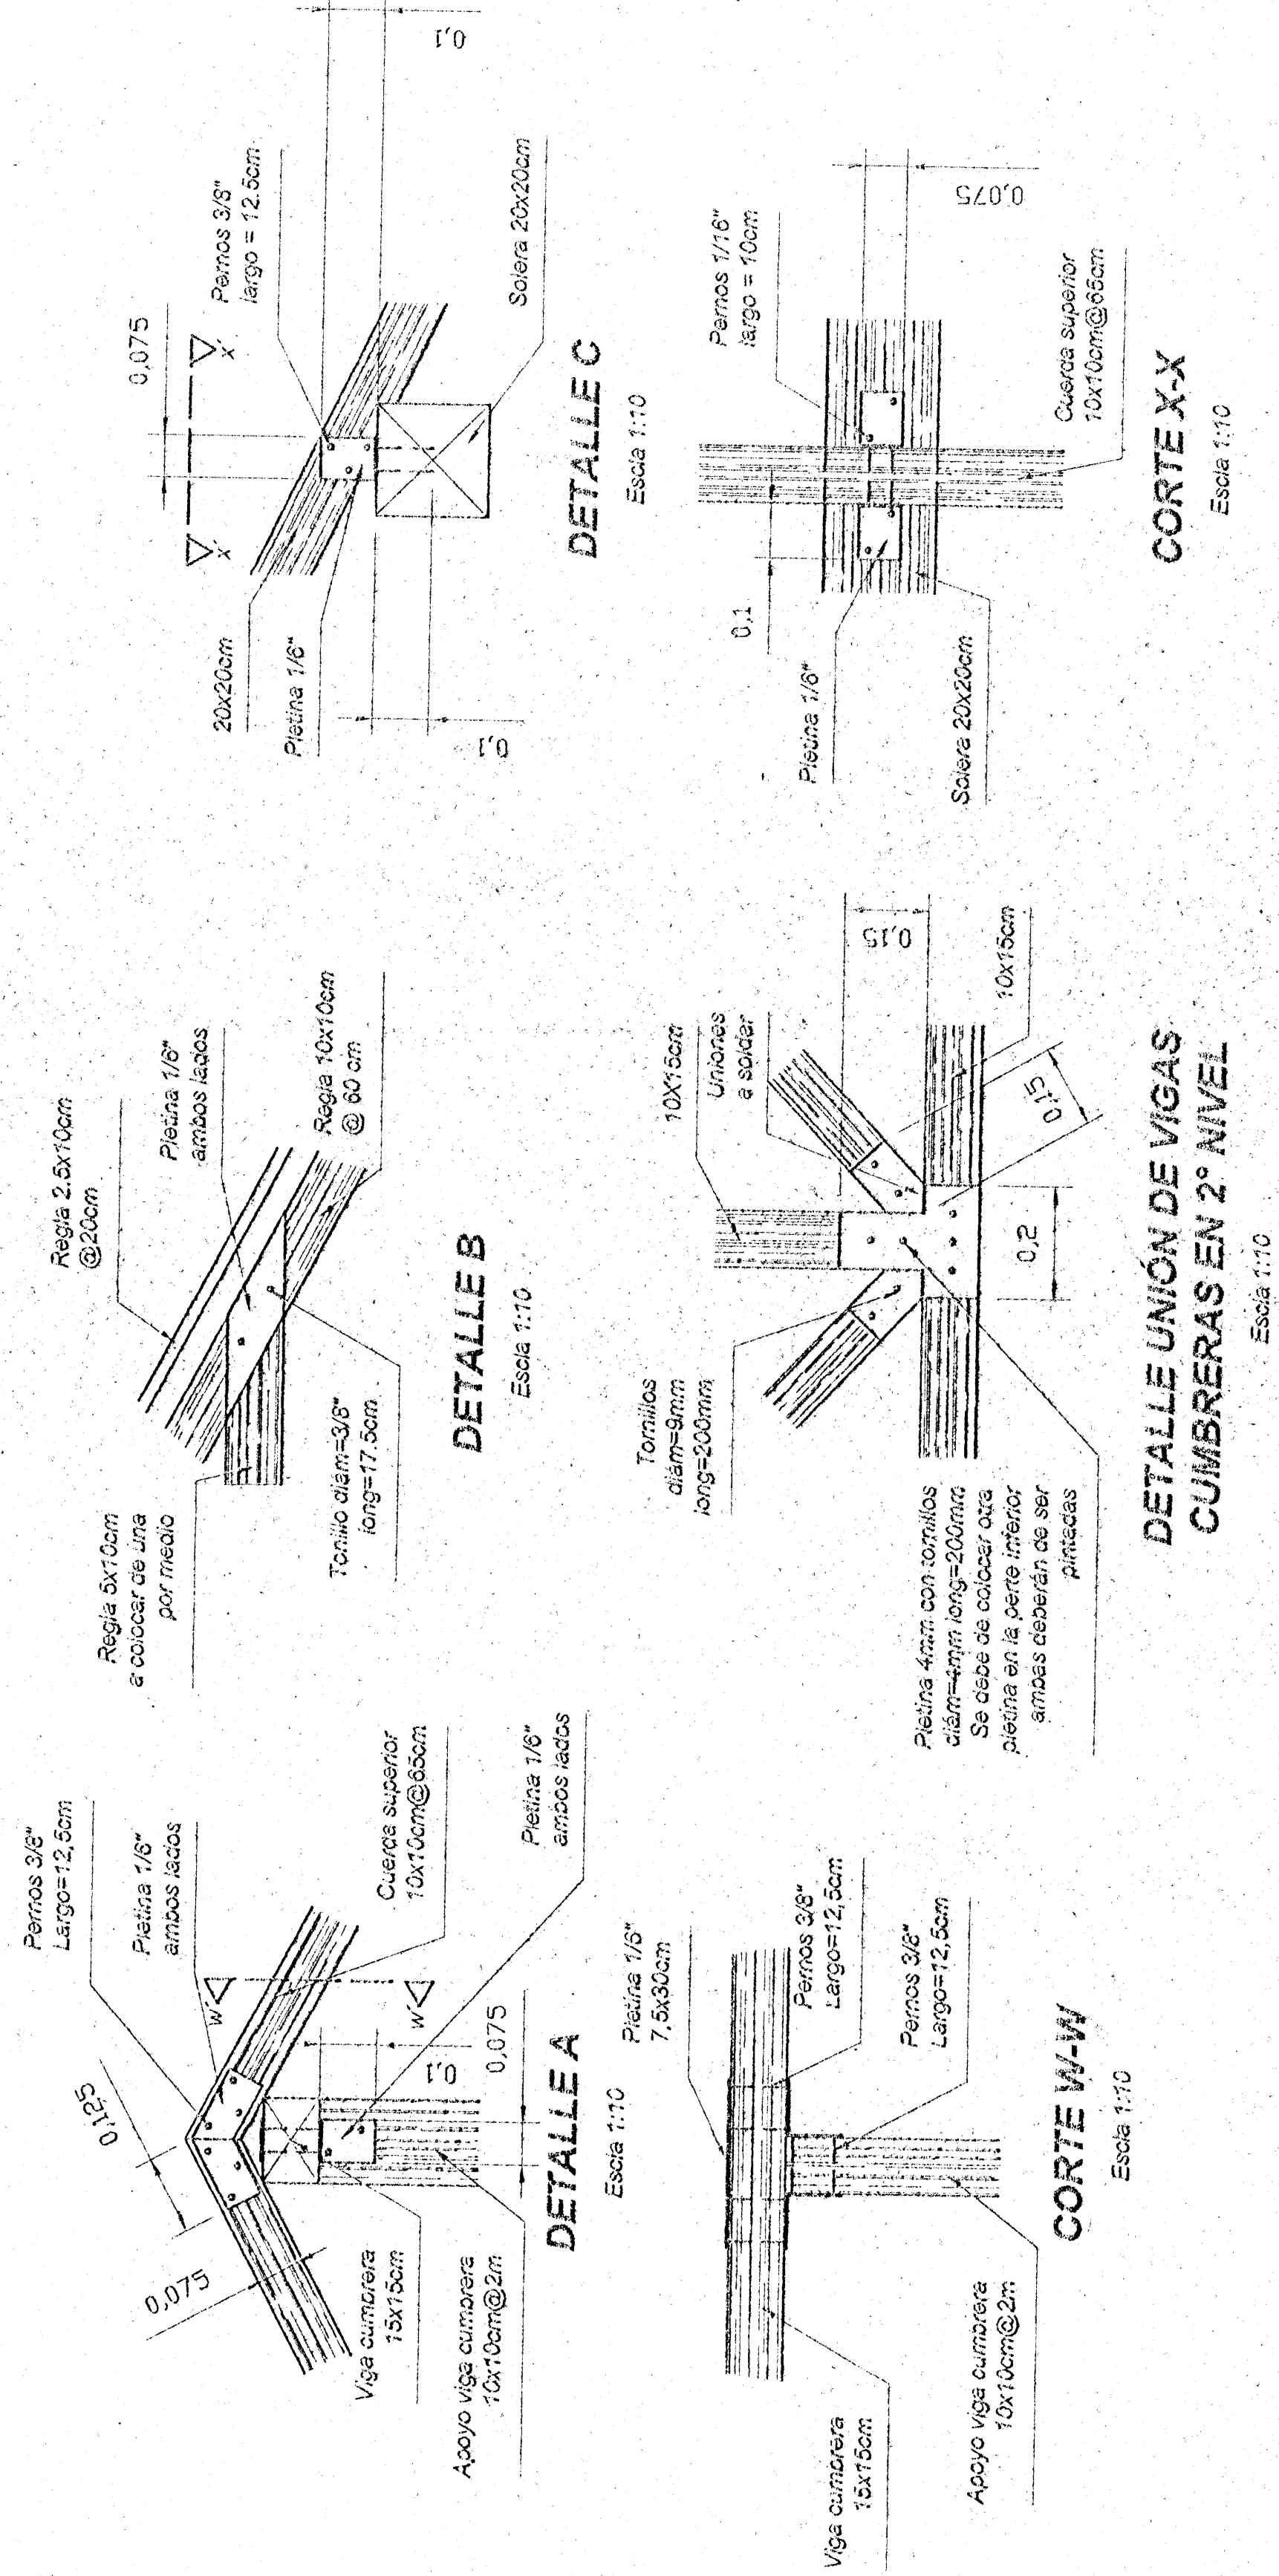 Pernos 3/8"
Largo=12,5cm
Pletina 1/6"
ambos lados
0,125
0,075
W'
W'
Cuerda superior
10x10cm@65cm
0,1
0,075
Pletina 1/6"
ambos lados
Viga cumbrera
15x15cm
Apoyo viga cumbrera
10x10cm@2m
DETALLE A
Escla 1:10
Regla 2.5x10cm
@20cm
Pletina 1/6"
ambos lados
Regla 10x10cm
@ 60 cm
Regla 5x10cm
a colocar de una
por medio
Tonillo diám=3/8"
long=17.5cm
DETALLE B
Escla 1:10
0,075
X'
X'
Pernos 3/8"
largo = 12.5cm
0,1
20x20cm
Pletina 1/6"
0,1
Solera 20x20cm
DETALLE C
Escla 1:10
Pletina 1/6"
7,5x30cm
Pernos 3/8"
Largo=12,5cm
Pernos 3/8"
Largo=12,5cm
Viga cumbrera
15x15cm
Apoyo viga cumbrera
10x10cm@2m
CORTE W-W
Escla 1:10
10X15cm
Uniones
a soldar
0,15
10x15cm
0,15
0,2
Tornillos
diám=9mm
long=200mm
Pletina 4mm con tornillos
diám=4mm long=200mm
Se debe de colocar otra
pletina en la perte inferior
ambas deberán de ser
pintadas
DETALLE UNIÓN DE VIGAS
CUMBRERAS EN 2º NIVEL
Escla 1:10
Pernos 1/16"
largo = 10cm
0,075
0,1
Pletina 1/6"
Solera 20x20cm
Cuerda superior
10x10cm@65cm
CORTE X-X
Escla 1:10